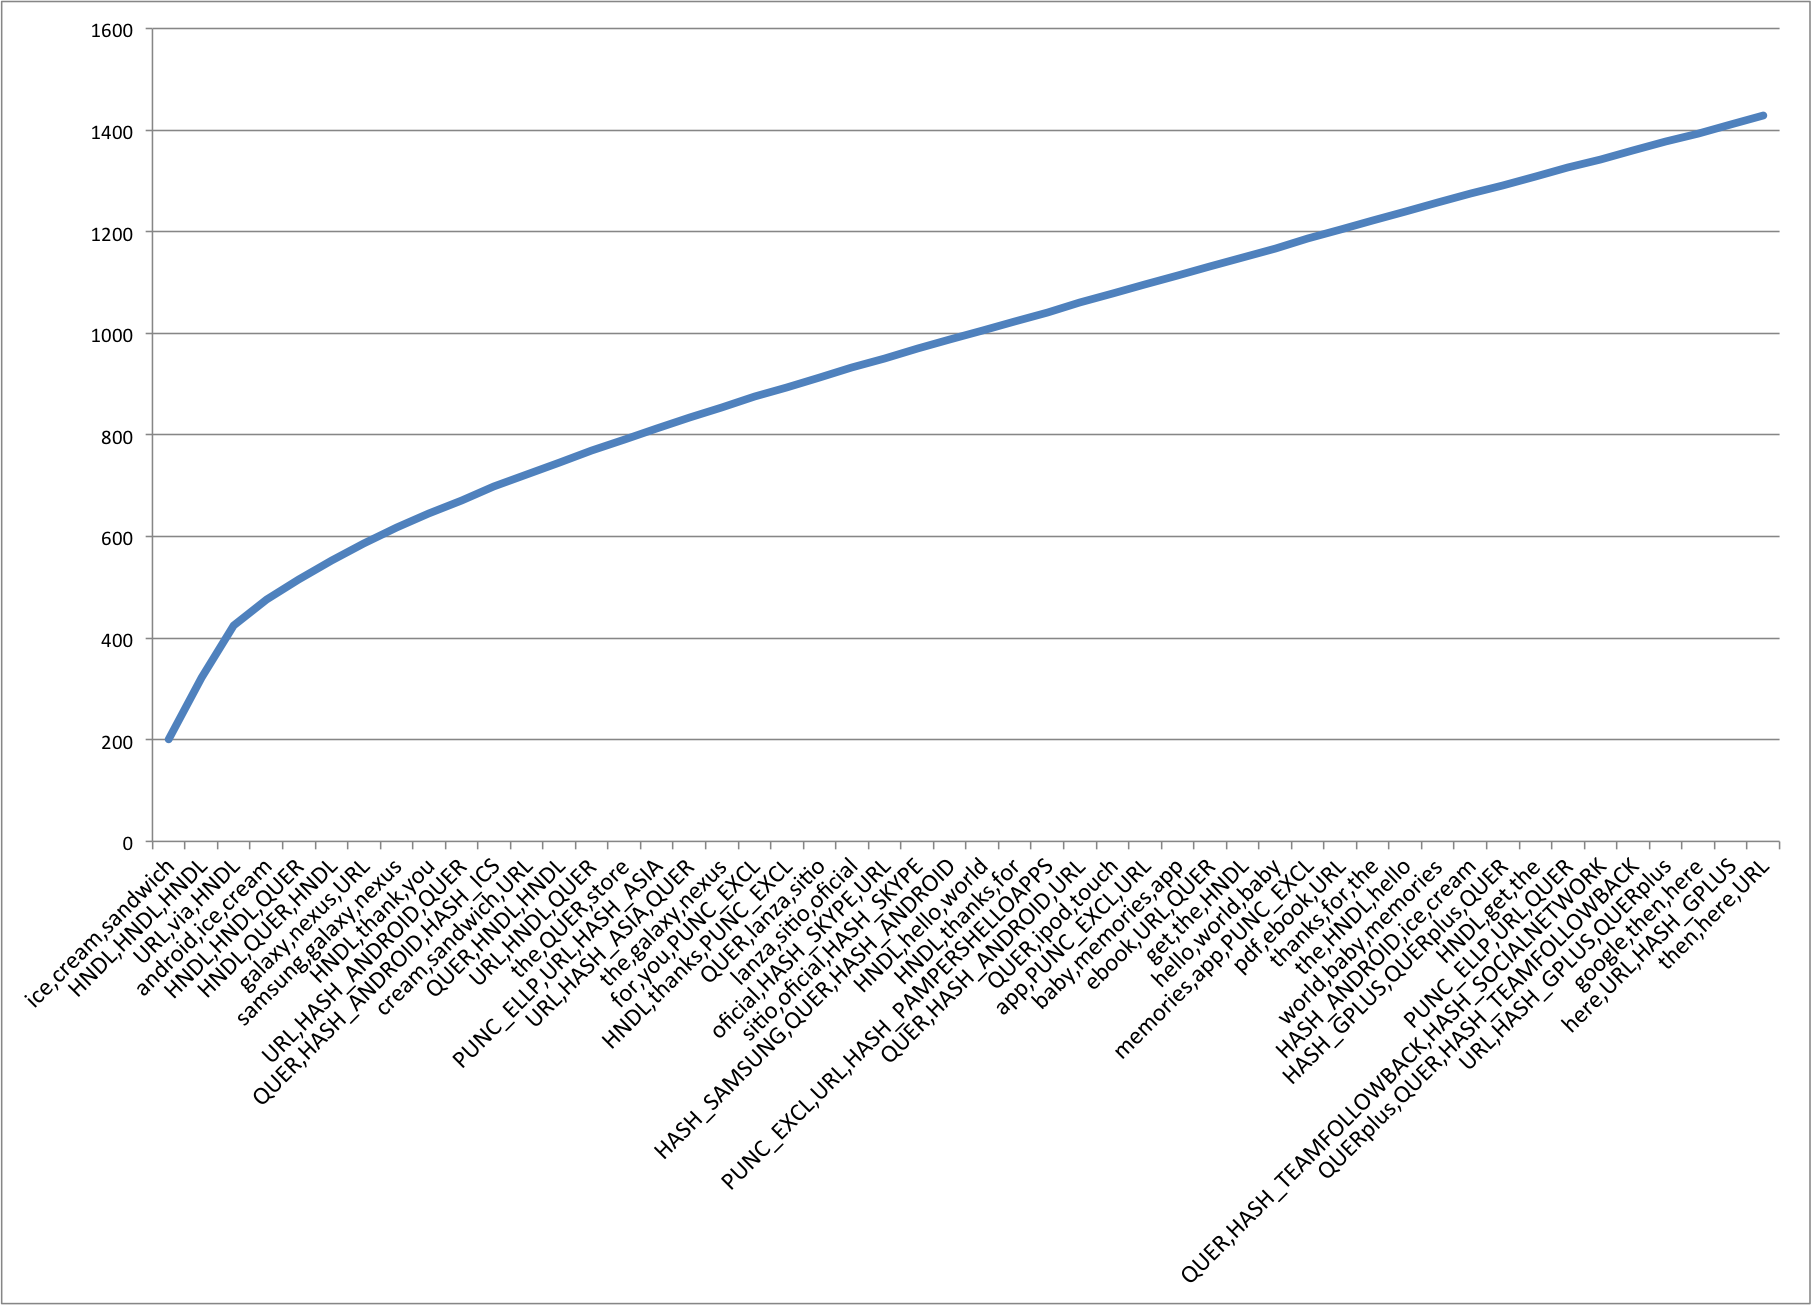 1600
1400
1200
1000
800
600
400
200
0
ice,cream,sandwich
HNDL,HNDL,HNDL
URL,via,HNDL
android,ice,cream
HNDL,HNDL,QUER
HNDL,QUER,HNDL
galaxy,nexus,URL
samsung,galaxy,nexus
HNDL,thank,you
URL,HASH_ANDROID,QUER
QUER,HASH_ANDROID,HASH_ICS
cream,sandwich,URL
QUER,HNDL,HNDL
URL,HNDL,QUER
the,QUER,store
PUNC_ELLP,URL,HASH_ASIA
URL,HASH_ASIA,QUER
the,galaxy,nexus
for,you,PUNC_EXCL
HNDL,thanks,PUNC_EXCL
QUER,lanza,sitio
lanza,sitio,oficial
oficial,HASH_SKYPE,URL
sitio,oficial,HASH_SKYPE
HASH_SAMSUNG,QUER,HASH_ANDROID
HNDL,hello,world
HNDL,thanks,for
PUNC_EXCL,URL,HASH_PAMPERSHELLOAPPS
QUER,HASH_ANDROID,URL
QUER,ipod,touch
app,PUNC_EXCL,URL
baby,memories,app
ebook,URL,QUER
get,the,HNDL
hello,world,baby
memories,app,PUNC_EXCL
pdf,ebook,URL
thanks,for,the
the,HNDL,hello
world,baby,memories
HASH_ANDROID,ice,cream
HASH_GPLUS,QUERplus,QUER
HNDL,get,the
PUNC_ELLP,URL,QUER
QUER,HASH_TEAMFOLLOWBACK,HASH_SOCIALNETWORK
QUERplus,QUER,HASH_TEAMFOLLOWBACK
URL,HASH_GPLUS,QUERplus
google,then,here
here,URL,HASH_GPLUS
then,here,URL